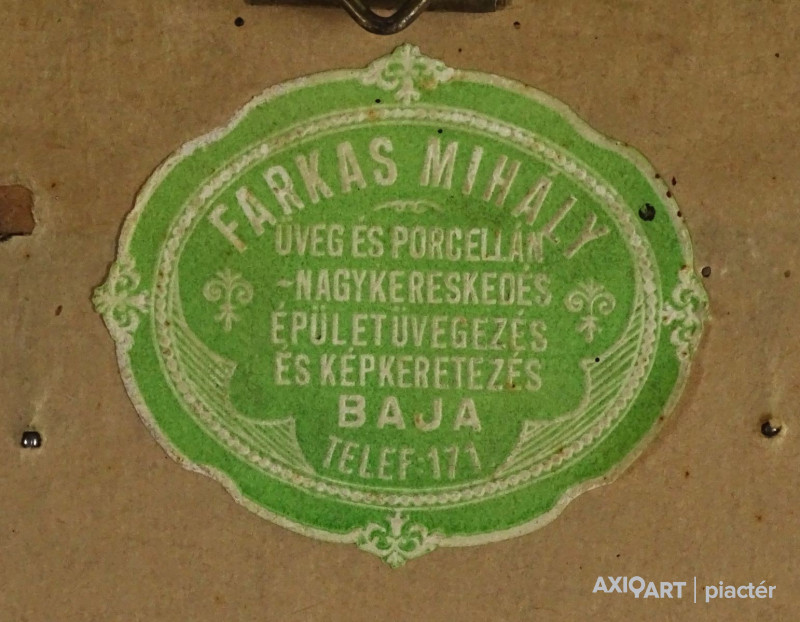 FARKAS MIHÁLY
ÜVEG ÉS PORCELLÁN
~NAGYKERESKEDÉS
ÉPÜLETÜVEGEZÉS
ÉS KÉPKERETEZÉS
BAJA
TELEF:171
AXIOART | piactér